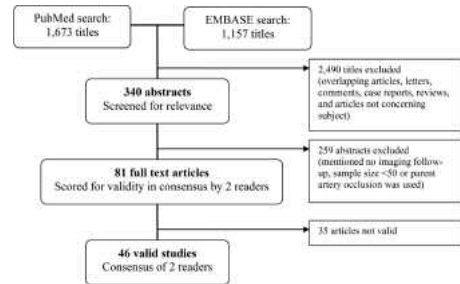 PubMed search:
1,673 titles
EMBASE search:
1,157 titles
2,490 titles excluded
(overlapping articles, letters,
comments, case reports, reviews,
and articles not concerning
subject)
340 abstracts
Screened for relevance
259 abstracts excluded
(mentioned no imaging follow-
up, sample size <50 or parent
artery occlusion was used)
81 full text articles
Scored for validity in consensus by 2 readers
35 articles not valid
46 valid studies
Consensus of 2 readers